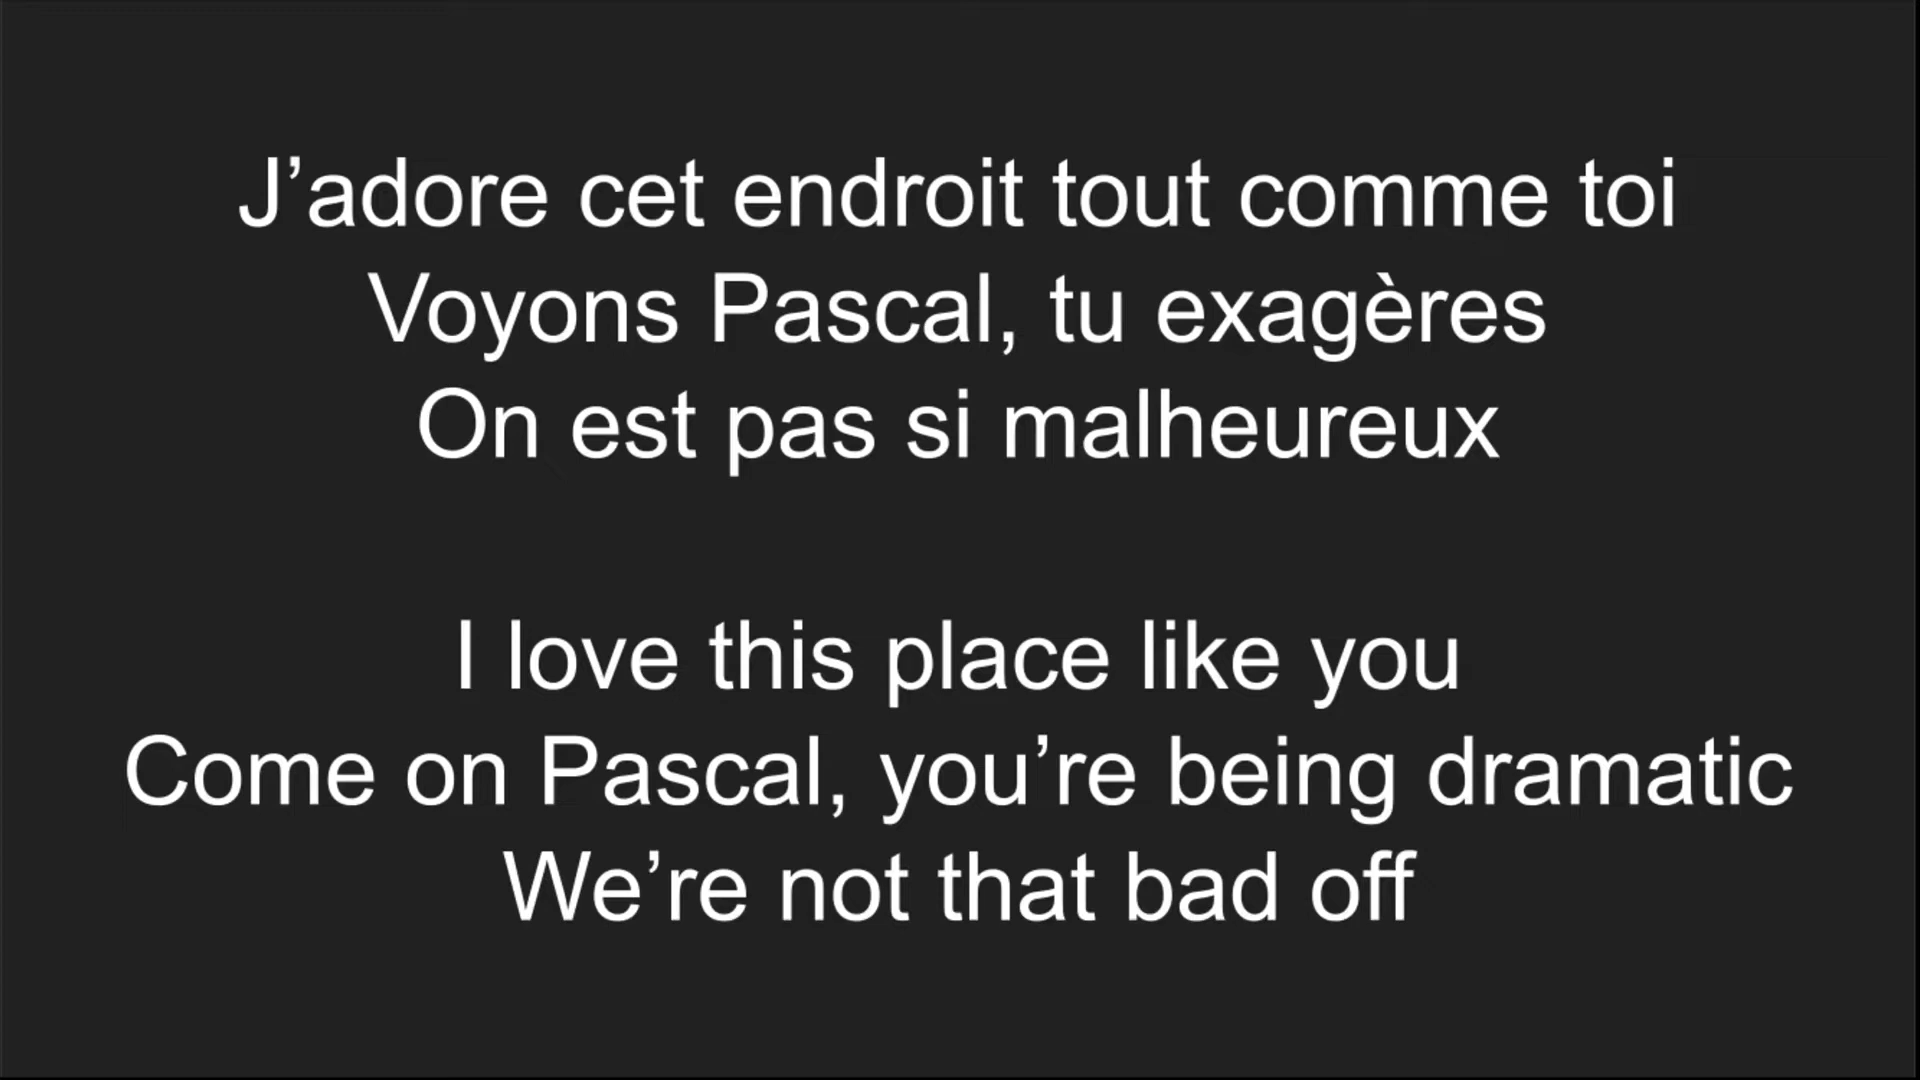 J’adore cet endroit tout comme toi
Voyons Pascal, tu exagères
On est pas si malheureux
I love this place like you
Come on Pascal, you’re being dramatic
We’re not that bad off